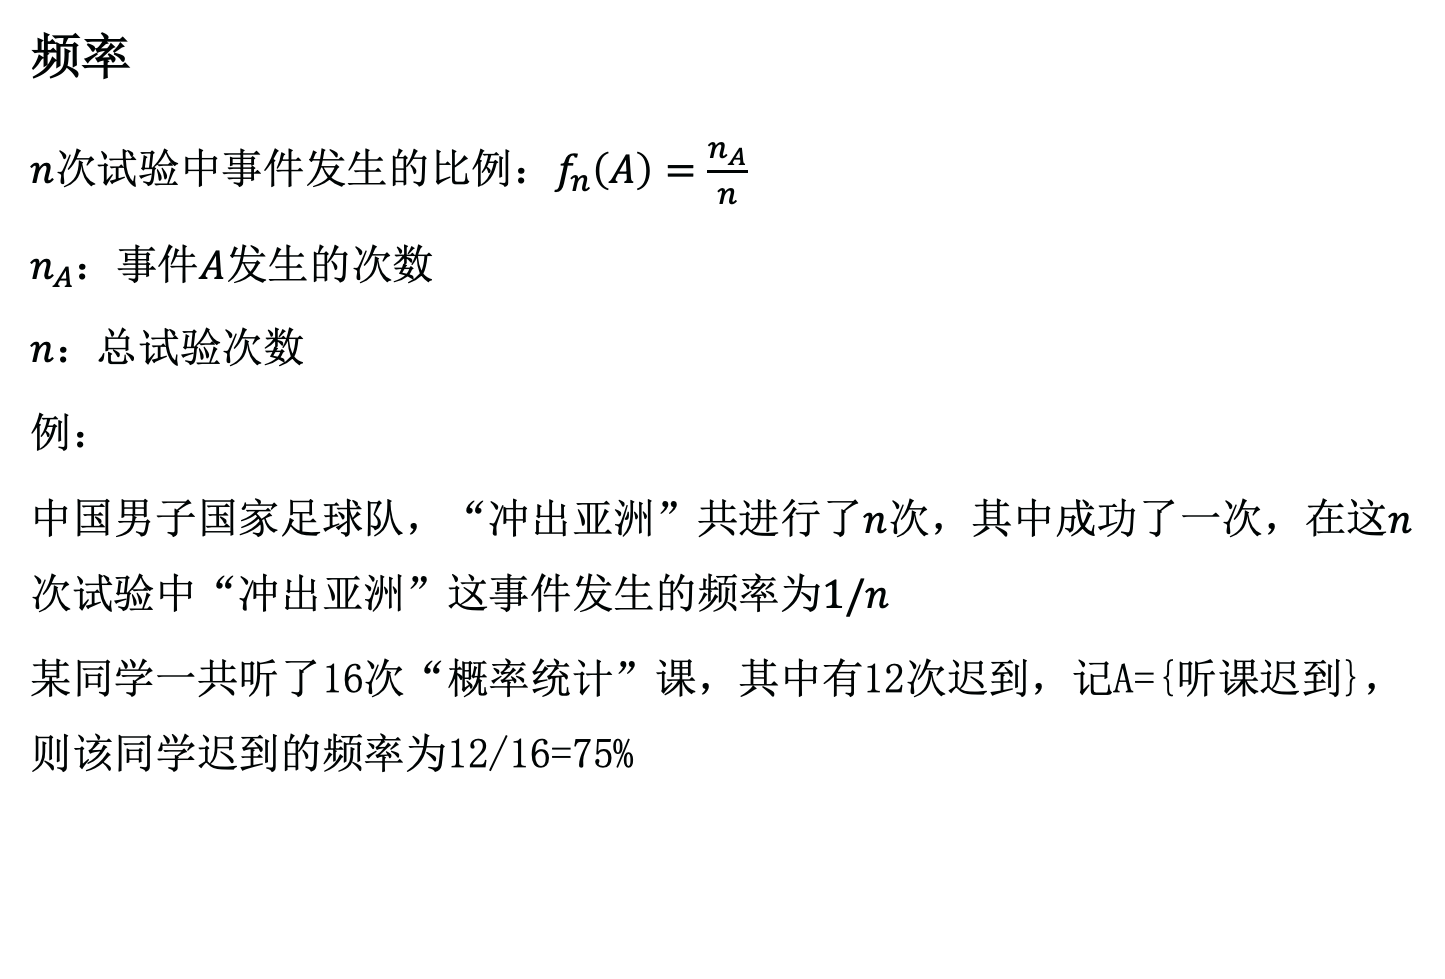 频率
n次试验中事件发生的比例：fₙ(A) = n_A/n
n_A：事件A发生的次数
n：总试验次数
例：
中国男子国家足球队，“冲出亚洲”共进行了n次，其中成功了一次，在这n
次试验中“冲出亚洲”这事件发生的频率为1/n
某同学一共听了16次“概率统计”课，其中有12次迟到，记A={听课迟到}，
则该同学迟到的频率为12/16=75%